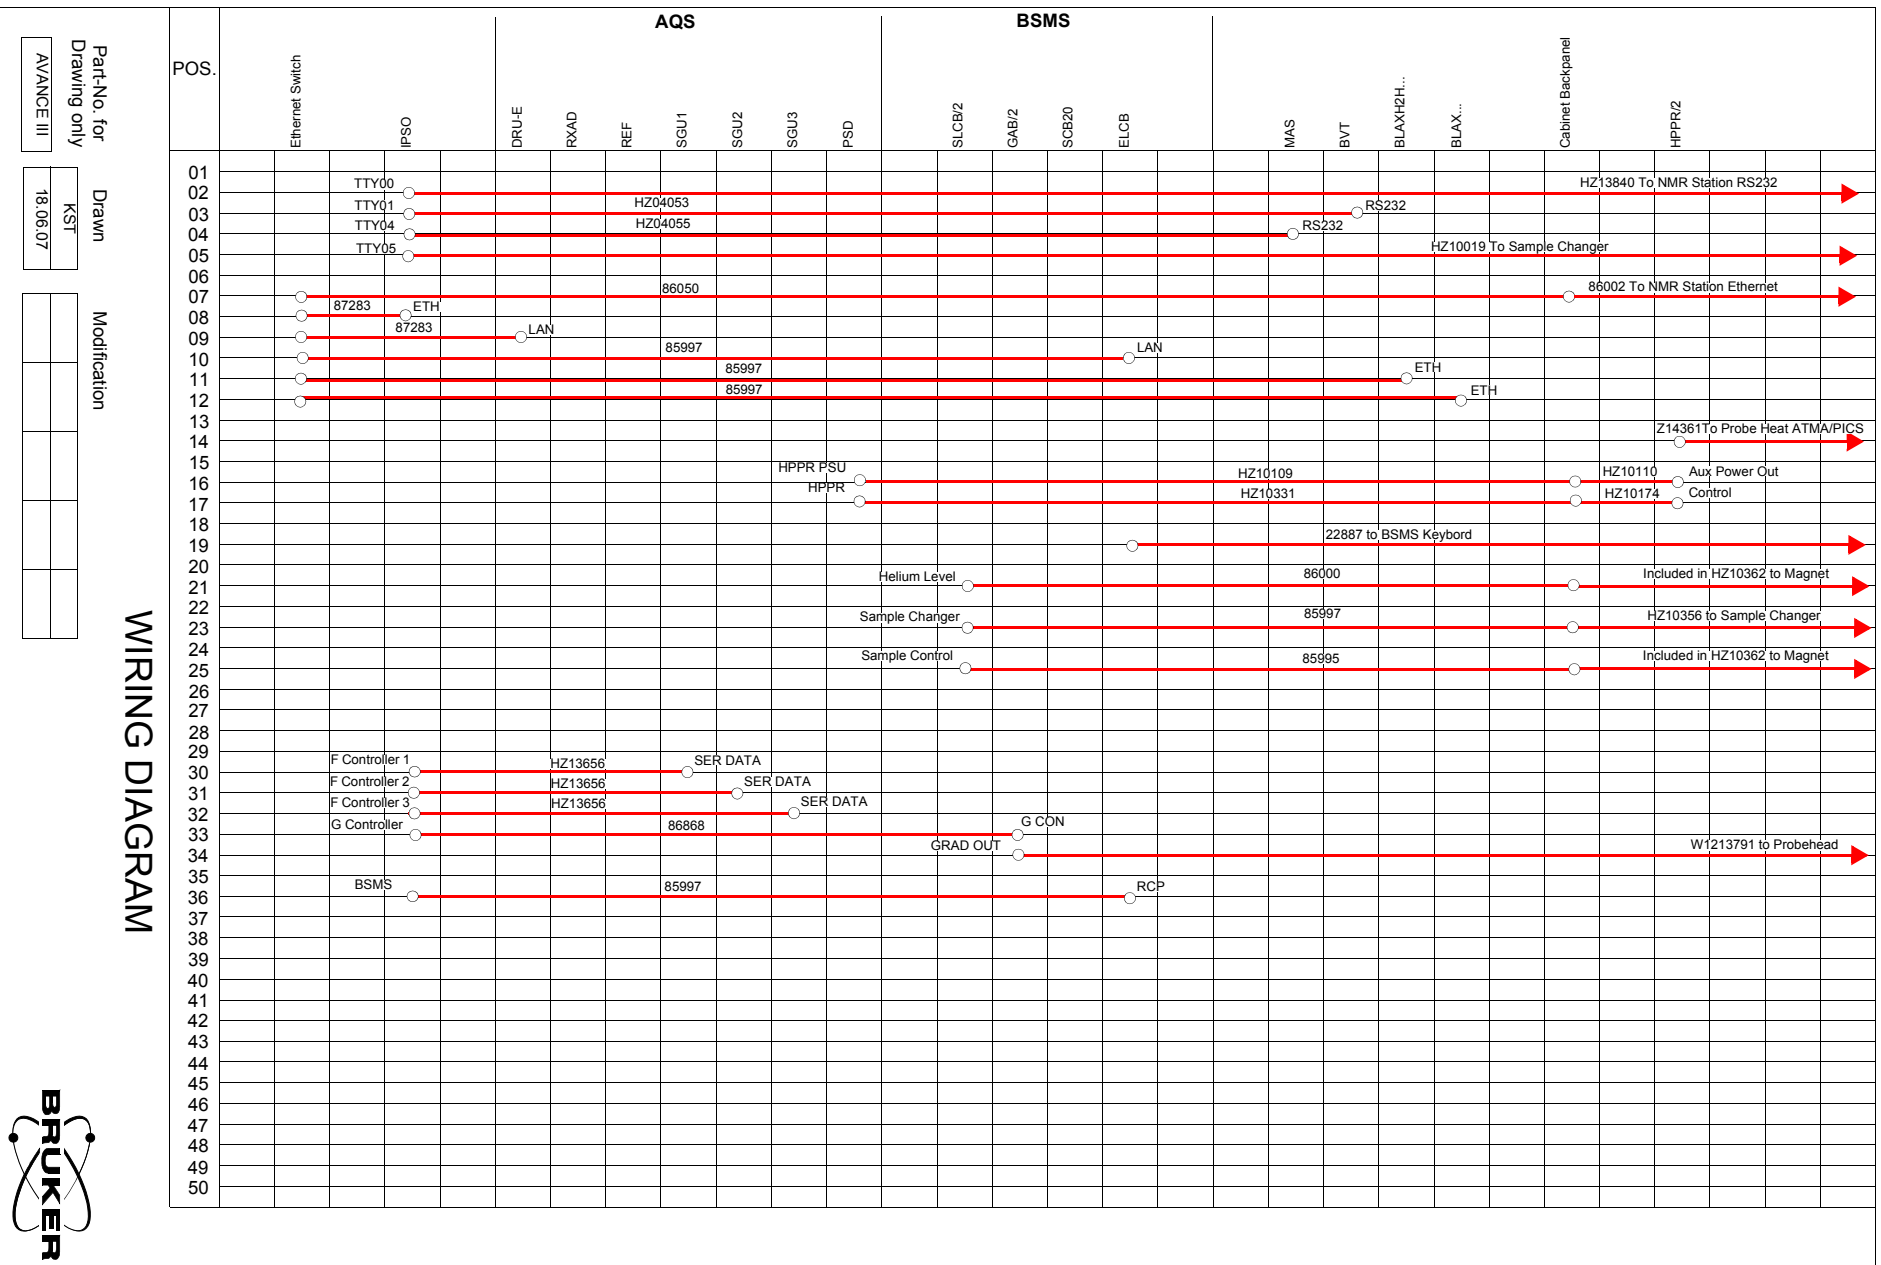 AQS
BSMS
POS.
Ethernet Switch
IPSO
DRU-E
RXAD
REF
SGU1
SGU2
SGU3
PSD
SLCB/2
GAB/2
SCB20
ELCB
MAS
BVT
BLAXH2H...
BLAX...
Cabinet Backpanel
HPPR/2
Part-No. for
Drawing only
AVANCE III
Drawn
KST
18.06.07
Modification
WIRING DIAGRAM
BRUKER
01
TTY00 HZ13840 To NMR Station RS232
02
TTY01 HZ04053 RS232
03
TTY04 HZ04055 RS232
04
TTY05 HZ10019 To Sample Changer
05
06
86050 86002 To NMR Station Ethernet
07
87283 ETH
08
87283 LAN
09
85997 LAN
10
85997 ETH
11
85997 ETH
12
13
Z14361To Probe Heat ATMA/PICS
14
15
HPPR PSU HZ10109 HZ10110 Aux Power Out
16
HPPR HZ10331 HZ10174 Control
17
18
22887 to BSMS Keybord
19
20
Helium Level 86000 Included in HZ10362 to Magnet
21
22
Sample Changer 85997 HZ10356 to Sample Changer
23
24
Sample Control 85995 Included in HZ10362 to Magnet
25
26
27
28
29
F Controller 1 HZ13656 SER DATA
30
F Controller 2 HZ13656 SER DATA
31
F Controller 3 HZ13656 SER DATA
32
G Controller 86868 G CON
33
GRAD OUT W1213791 to Probehead
34
35
BSMS 85997 RCP
36
37
38
39
40
41
42
43
44
45
46
47
48
49
50